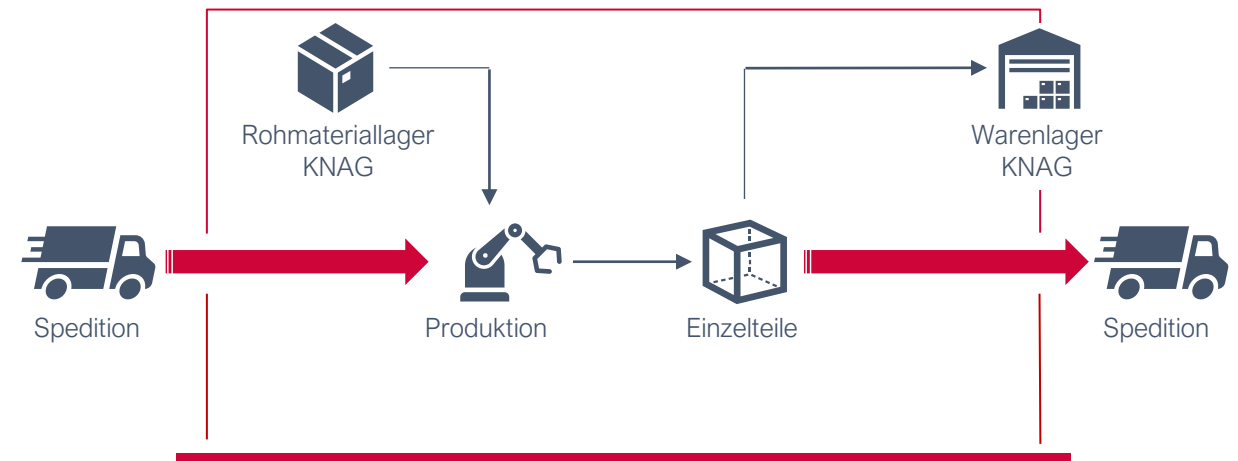 Rohmateriallager
KNAG
Warenlager
KNAG
Spedition
Produktion
Einzelteile
Spedition